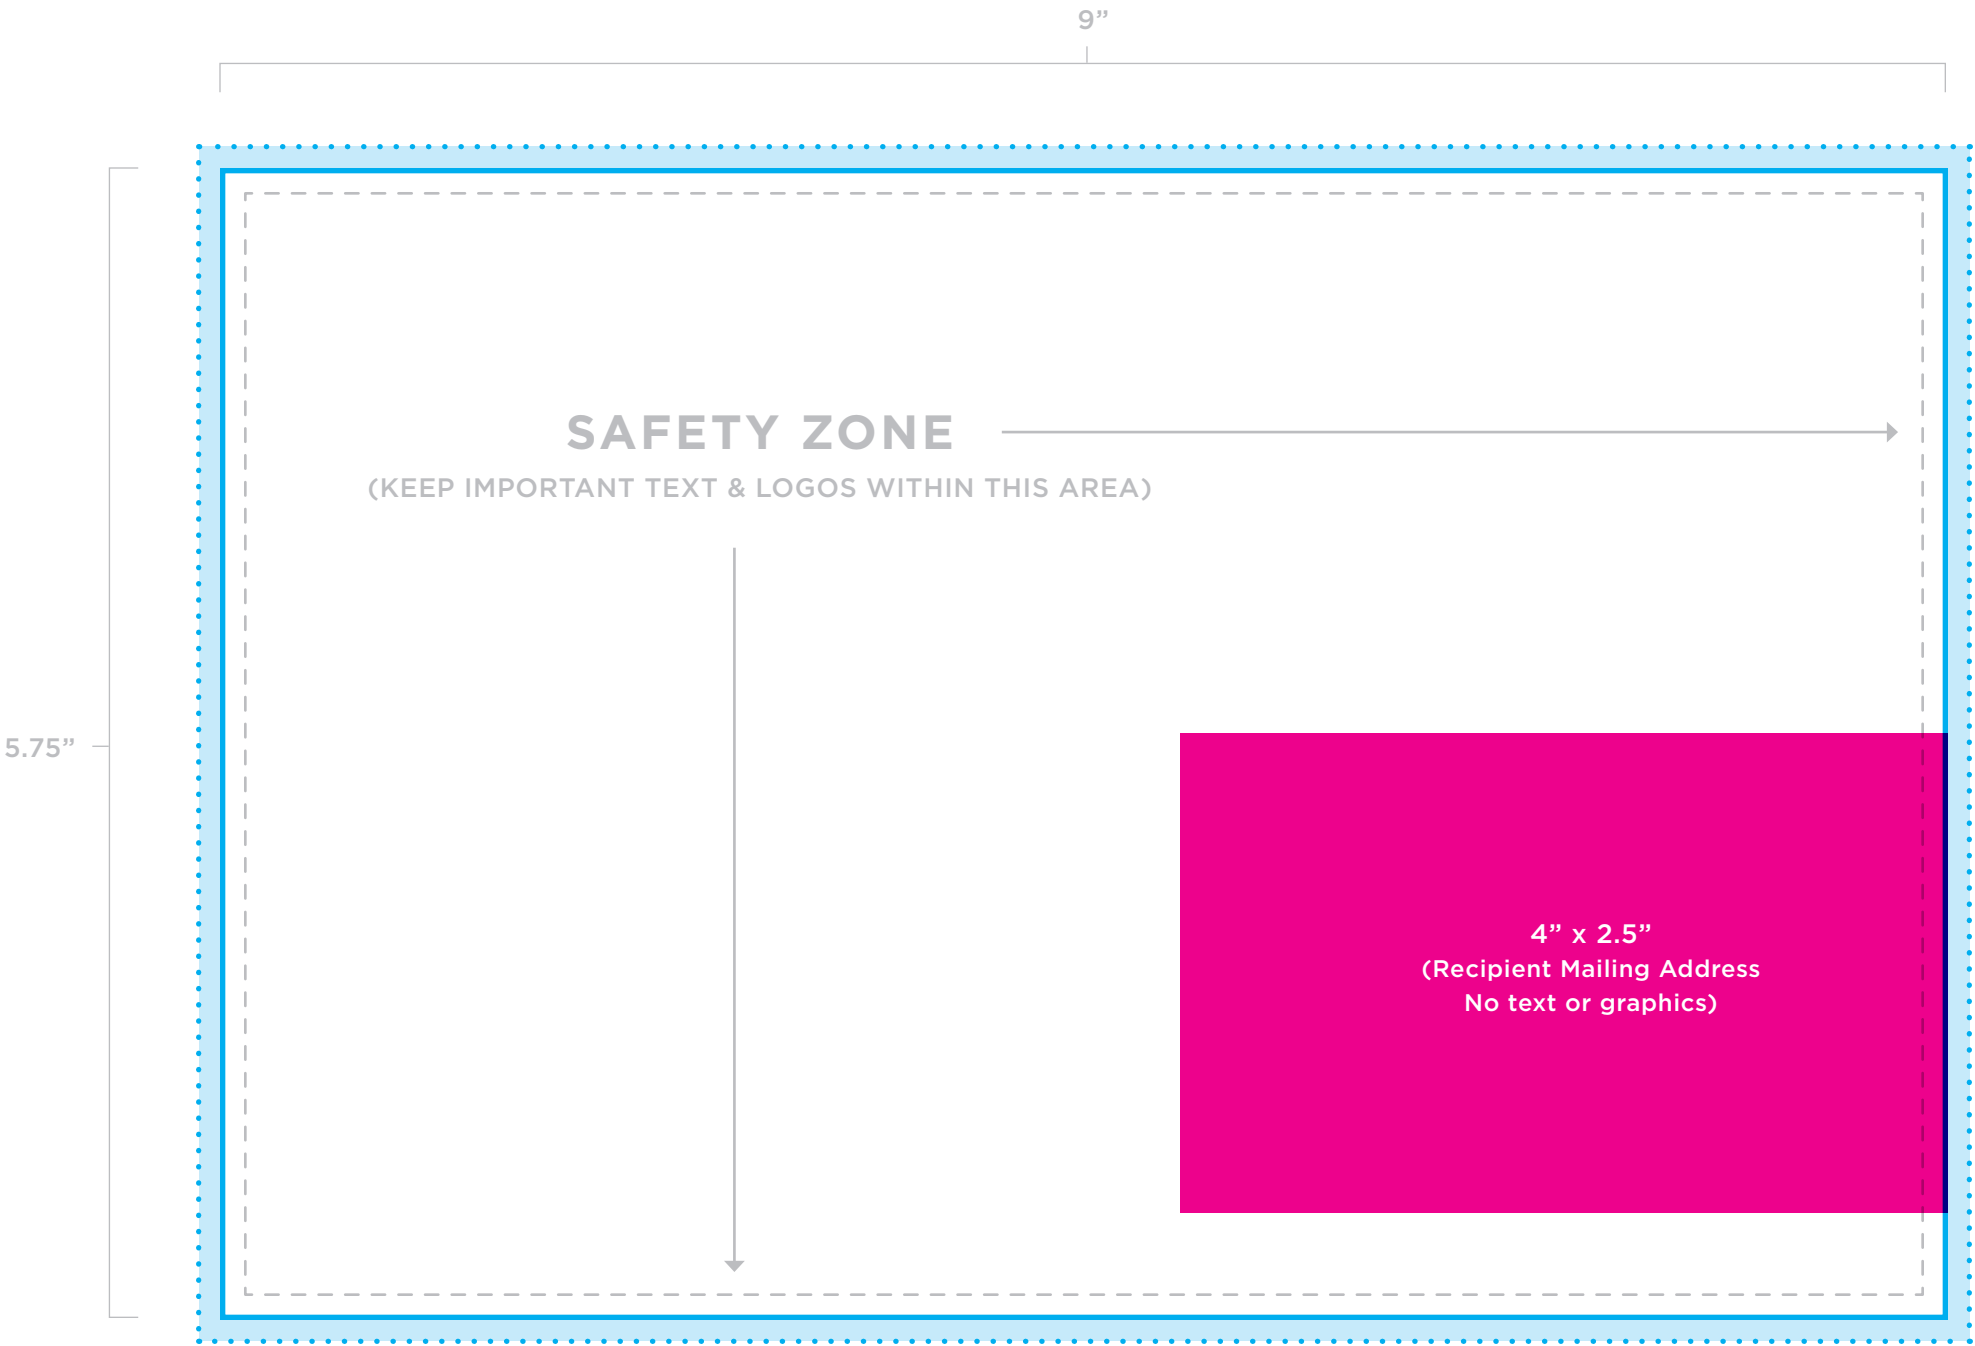 9”
SAFETY ZONE
(KEEP IMPORTANT TEXT & LOGOS WITHIN THIS AREA)
5.75”
4” x 2.5”
(Recipient Mailing Address
No text or graphics)